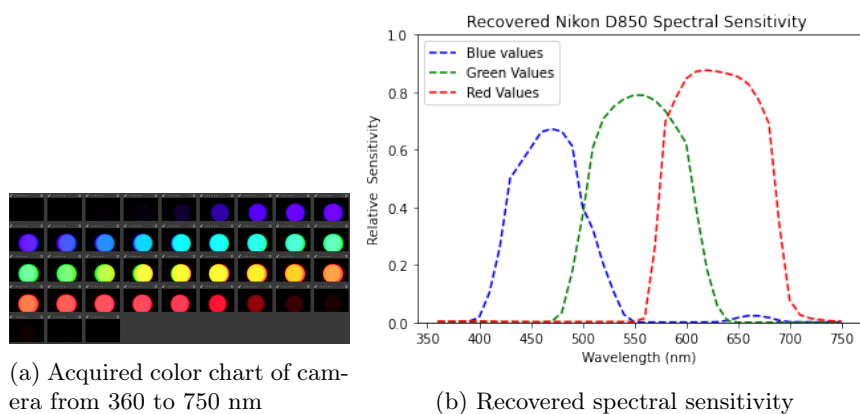 Recovered Nikon D850 Spectral Sensitivity
Blue values
Green Values
Red Values
1.0
0.8
0.6
0.4
0.2
0.0
Relative Sensitivity
350 400 450 500 550 600 650 700 750
Wavelength (nm)
(a) Acquired color chart of cam-
era from 360 to 750 nm
(b) Recovered spectral sensitivity